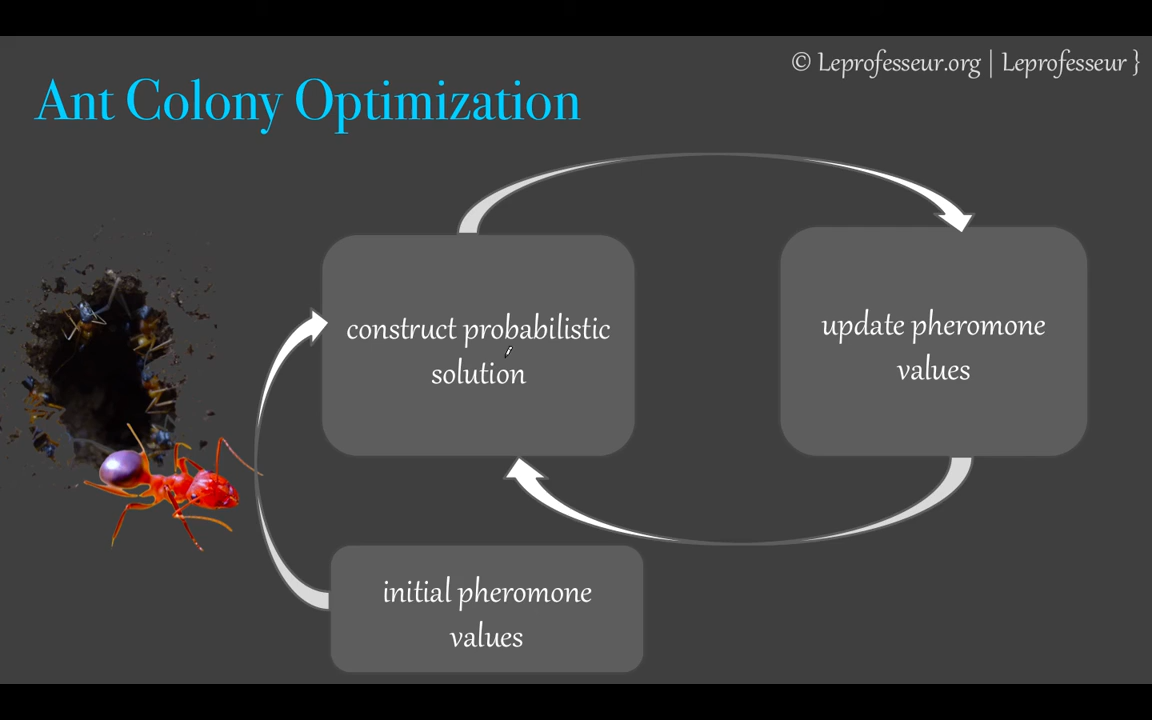 © Leprofesseur.org | Leprofesseur }
Ant Colony Optimization
construct probabilistic
solution
update pheromone
values
initial pheromone
values